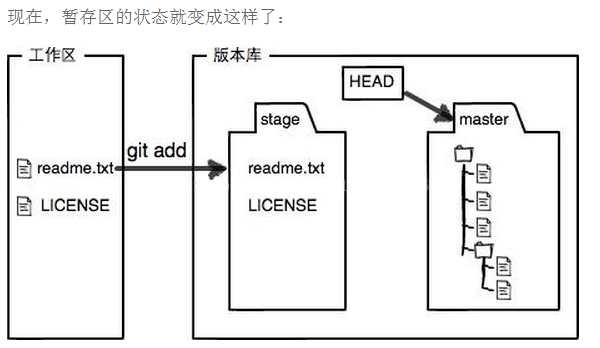 现在，暂存区的状态就变成这样了：
工作区
版本库
HEAD
stage
master
git add
readme.txt
readme.txt
LICENSE
LICENSE